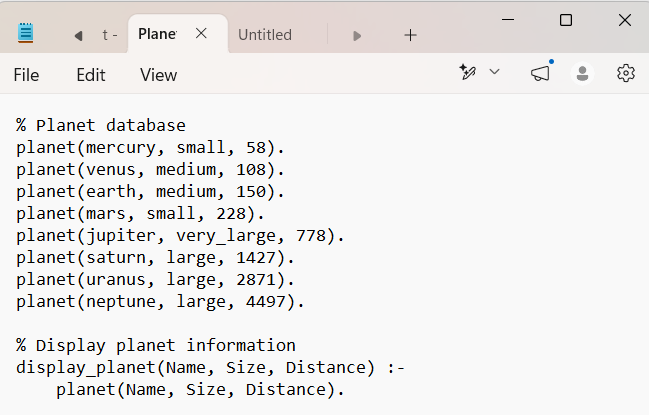 t -
Plane
Untitled
File Edit View
% Planet database
planet(mercury, small, 58).
planet(venus, medium, 108).
planet(earth, medium, 150).
planet(mars, small, 228).
planet(jupiter, very_large, 778).
planet(saturn, large, 1427).
planet(uranus, large, 2871).
planet(neptune, large, 4497).
% Display planet information
display_planet(Name, Size, Distance) :-
    planet(Name, Size, Distance).